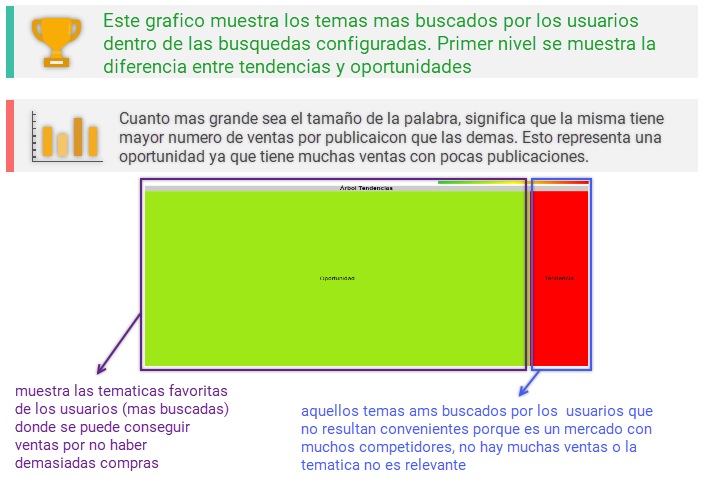 Este grafico muestra los temas mas buscados por los usuarios
dentro de las busquedas configuradas. Primer nivel se muestra la
diferencia entre tendencias y oportunidades
Cuanto mas grande sea el tamaño de la palabra, significa que la misma tiene
mayor numero de ventas por publicaicon que las demas. Esto representa una
oportunidad ya que tiene muchas ventas con pocas publicaciones.
Árbol Tendencias
Oportunidad
Tendencia
muestra las tematicas favoritas
de los usuarios (mas buscadas)
donde se puede conseguir
ventas por no haber
demasiadas compras
aquellos temas ams buscados por los usuarios que
no resultan convenientes porque es un mercado con
muchos competidores, no hay muchas ventas o la
tematica no es relevante